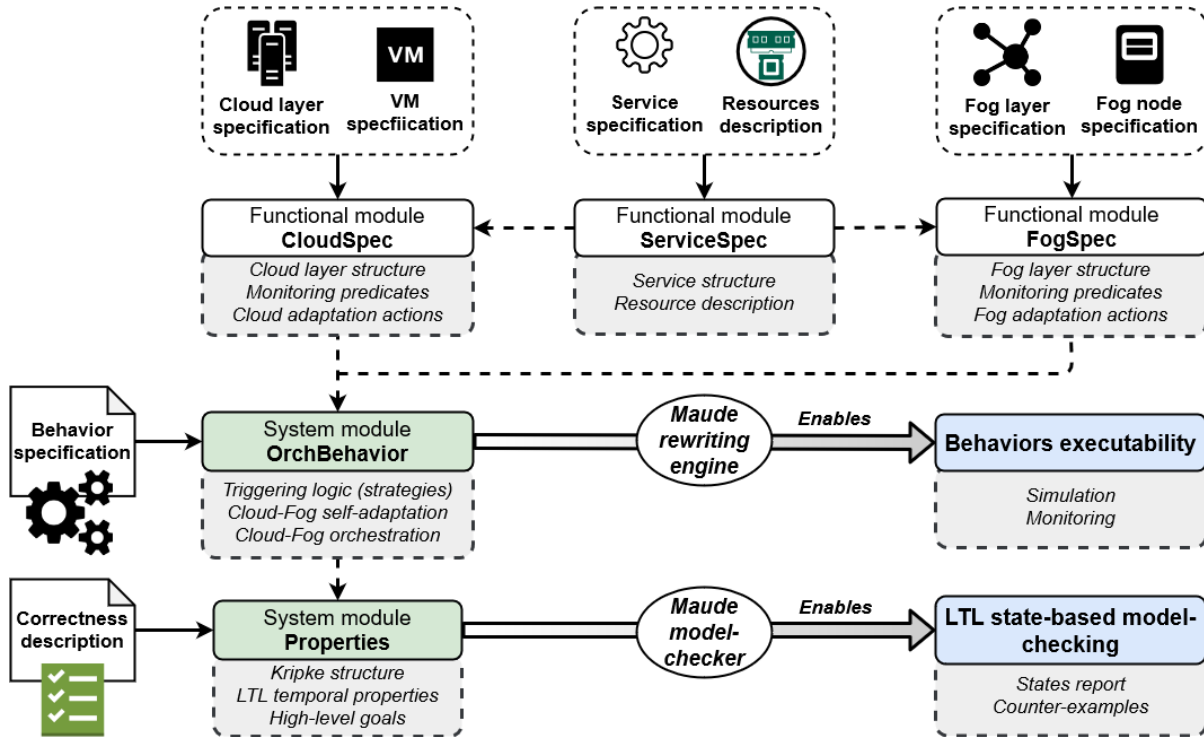 VM
Cloud layer
specification
VM
specfiication
Service
specification
Resources
description
Fog layer
specification
Fog node
specification
Functional module
CloudSpec
Cloud layer structure
Monitoring predicates
Cloud adaptation actions
Functional module
ServiceSpec
Service structure
Resource description
Functional module
FogSpec
Fog layer structure
Monitoring predicates
Fog adaptation actions
Behavior
specification
System module
OrchBehavior
Triggering logic (strategies)
Cloud-Fog self-adaptation
Cloud-Fog orchestration
Maude
rewriting
engine
Enables
Behaviors executability
Simulation
Monitoring
Correctness
description
System module
Properties
Kripke structure
LTL temporal properties
High-level goals
Maude
model-
checker
Enables
LTL state-based model-
checking
States report
Counter-examples